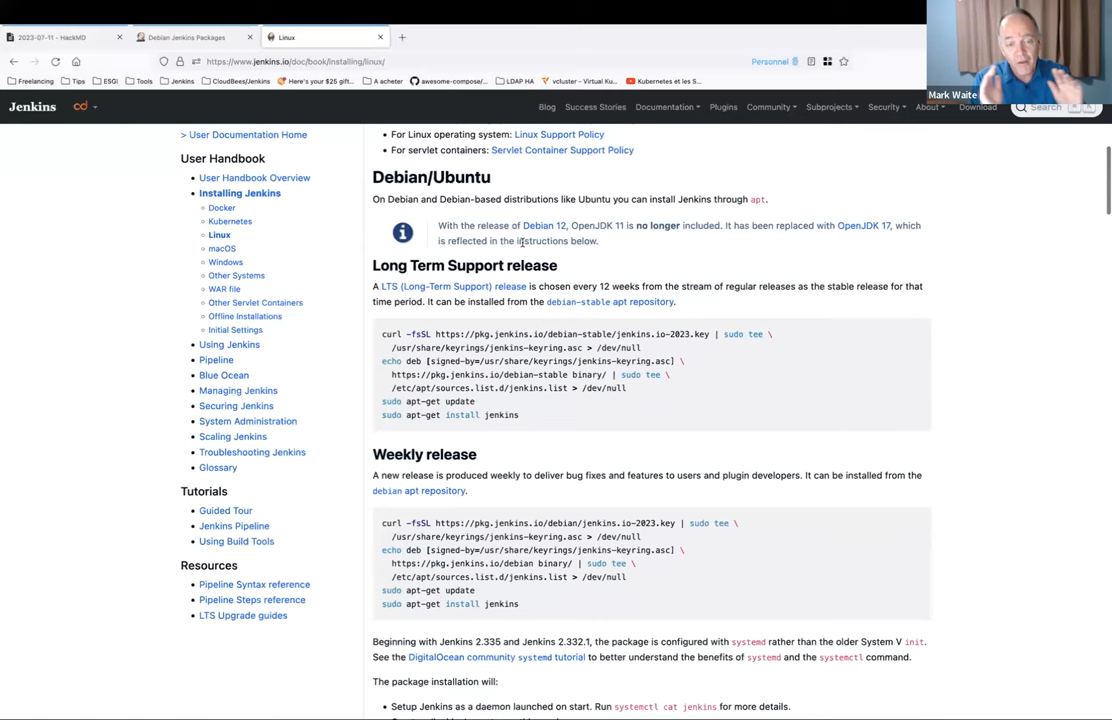 2023-07-11 - HackMD
Debian Jenkins Packages
Linux
https://www.jenkins.io/doc/book/installing/linux/
Personnel
Freelancing
Tips
ESGI
Tools
Jenkins
CloudBees/Jenkins
Here's your $25 gift...
A acheter
awesome-compose/...
LDAP HA
vcluster - Virtual Ku...
Kubernetes et les S...
Mark Waite
Jenkins
cd
Blog
Success Stories
Documentation
Plugins
Community
Subprojects
Security
About
Download
Search
> User Documentation Home
User Handbook
User Handbook Overview
Installing Jenkins
Docker
Kubernetes
Linux
macOS
Windows
Other Systems
WAR file
Other Servlet Containers
Offline Installations
Initial Settings
Using Jenkins
Pipeline
Blue Ocean
Managing Jenkins
Securing Jenkins
System Administration
Scaling Jenkins
Troubleshooting Jenkins
Glossary
Tutorials
Guided Tour
Jenkins Pipeline
Using Build Tools
Resources
Pipeline Syntax reference
Pipeline Steps reference
LTS Upgrade guides
For Linux operating system: Linux Support Policy
For servlet containers: Servlet Container Support Policy
Debian/Ubuntu
On Debian and Debian-based distributions like Ubuntu you can install Jenkins through apt.
With the release of Debian 12, OpenJDK 11 is no longer included. It has been replaced with OpenJDK 17, which
is reflected in the instructions below.
Long Term Support release
A LTS (Long-Term Support) release is chosen every 12 weeks from the stream of regular releases as the stable release for that
time period. It can be installed from the debian-stable apt repository.
curl -fsSL https://pkg.jenkins.io/debian-stable/jenkins.io-2023.key | sudo tee \
/usr/share/keyrings/jenkins-keyring.asc > /dev/null
echo deb [signed-by=/usr/share/keyrings/jenkins-keyring.asc] \
https://pkg.jenkins.io/debian-stable binary/ | sudo tee \
/etc/apt/sources.list.d/jenkins.list > /dev/null
sudo apt-get update
sudo apt-get install jenkins
Weekly release
A new release is produced weekly to deliver bug fixes and features to users and plugin developers. It can be installed from the
debian apt repository.
curl -fsSL https://pkg.jenkins.io/debian/jenkins.io-2023.key | sudo tee \
/usr/share/keyrings/jenkins-keyring.asc > /dev/null
echo deb [signed-by=/usr/share/keyrings/jenkins-keyring.asc] \
https://pkg.jenkins.io/debian binary/ | sudo tee \
/etc/apt/sources.list.d/jenkins.list > /dev/null
sudo apt-get update
sudo apt-get install jenkins
Beginning with Jenkins 2.335 and Jenkins 2.332.1, the package is configured with systemd rather than the older System V init.
See the DigitalOcean community systemd tutorial to better understand the benefits of systemd and the systemctl command.
The package installation will:
Setup Jenkins as a daemon launched on start. Run systemctl cat jenkins for more details.